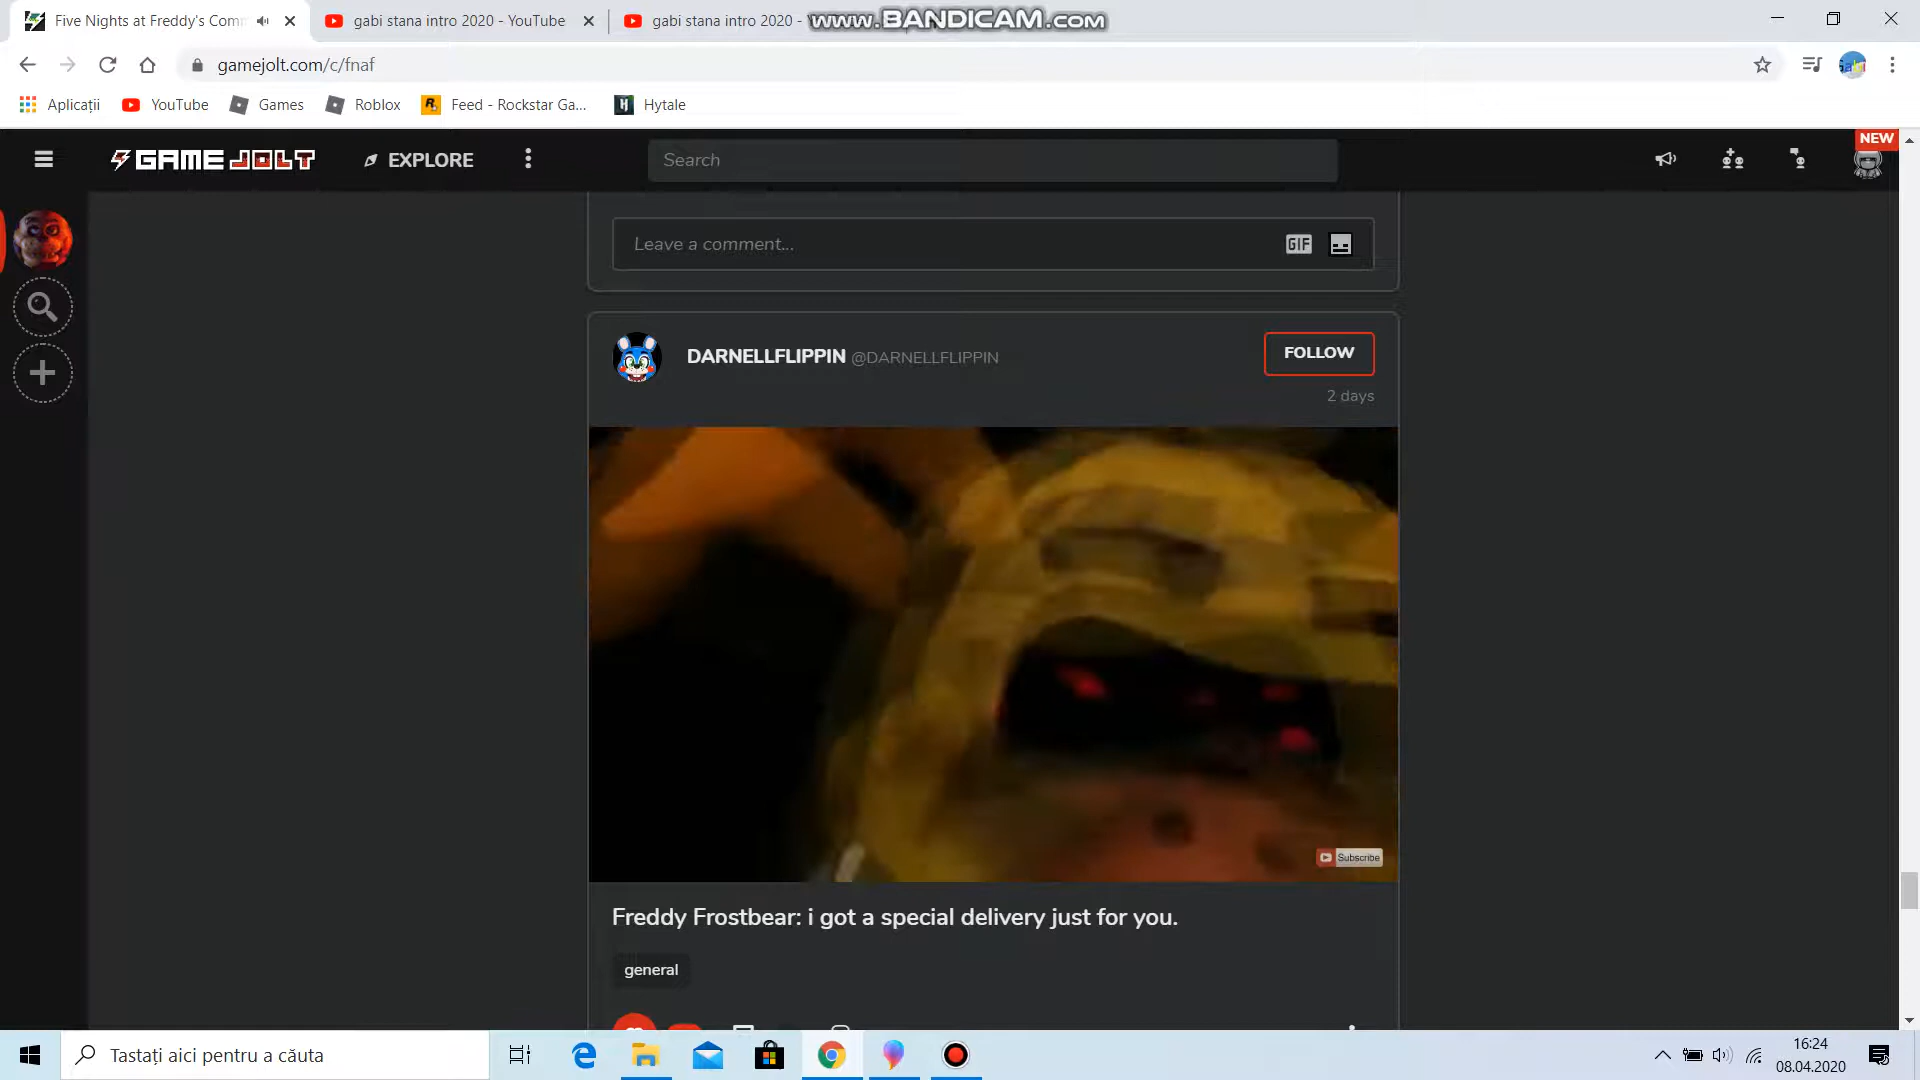 Five Nights at Freddy's Com
gabi stana intro 2020 - YouTube
gabi stana intro 2020 -
www.BANDICAM.com
gamejolt.com/c/fnaf
Aplicații
YouTube
Games
Roblox
Feed - Rockstar Ga...
Hytale
GAME JOLT
EXPLORE
Search
NEW
Leave a comment...
GIF
DARNELLFLIPPIN @DARNELLFLIPPIN
FOLLOW
2 days
Subscribe
Freddy Frostbear: i got a special delivery just for you.
general
Tastați aici pentru a căuta
16:24
08.04.2020